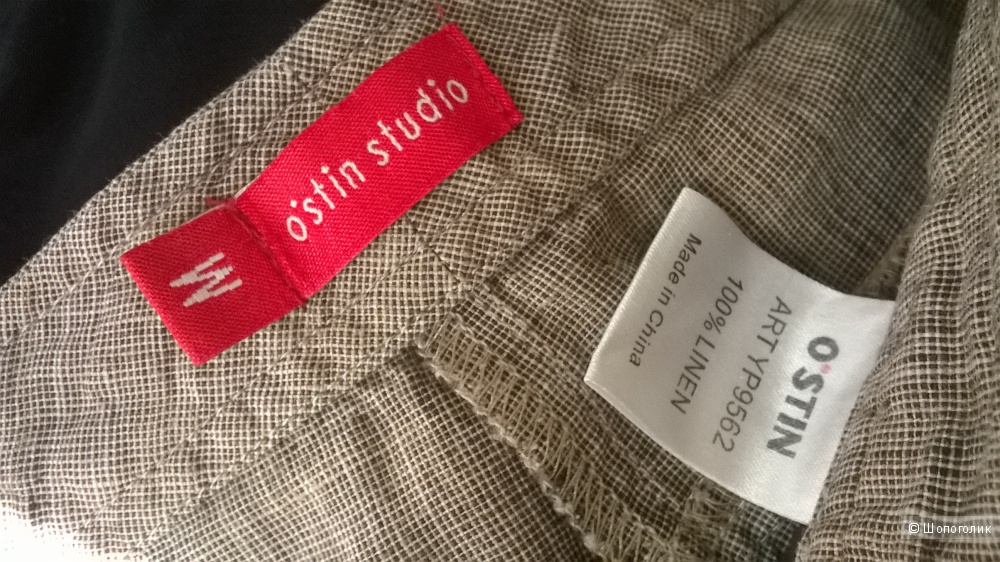 o'stin studio
M
O'STIN
ART YP9562
100% LINEN
Made in China
© Шопоголик